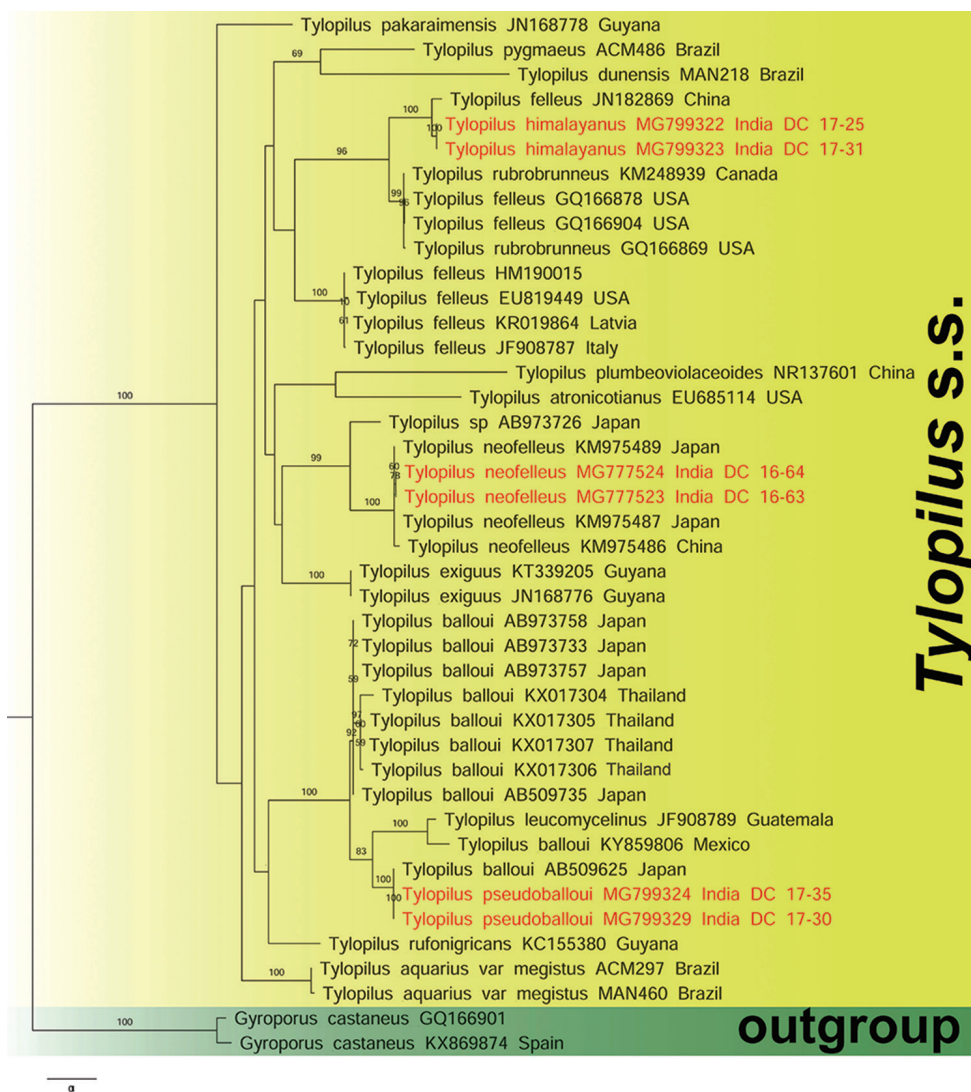 Tylopilus pakaraimensis JN168778 Guyana
69
Tylopilus pygmaeus ACM486 Brazil
Tylopilus dunensis MAN218 Brazil
Tylopilus felleus JN182869 China
100
100
Tylopilus himalayanus MG799322 India DC 17-25
Tylopilus himalayanus MG799323 India DC 17-31
96
Tylopilus rubrobrunneus KM248939 Canada
99
96
Tylopilus felleus GQ166878 USA
Tylopilus felleus GQ166904 USA
Tylopilus rubrobrunneus GQ166869 USA
Tylopilus felleus HM190015
100
Tylopilus felleus EU819449 USA
61
Tylopilus felleus KR019864 Latvia
Tylopilus felleus JF908787 Italy
Tylopilus plumbeoviolaceoides NR137601 China
Tylopilus atronicotianus EU685114 USA
100
Tylopilus sp AB973726 Japan
99
Tylopilus neofelleus KM975489 Japan
60
78
Tylopilus neofelleus MG777524 India DC 16-64
Tylopilus neofelleus MG777523 India DC 16-63
100
Tylopilus neofelleus KM975487 Japan
Tylopilus neofelleus KM975486 China
Tylopilus exiguus KT339205 Guyana
100
Tylopilus exiguus JN168776 Guyana
Tylopilus balloui AB973758 Japan
72
Tylopilus balloui AB973733 Japan
Tylopilus balloui AB973757 Japan
59
Tylopilus balloui KX017304 Thailand
97
60
Tylopilus balloui KX017305 Thailand
92
59
Tylopilus balloui KX017307 Thailand
Tylopilus balloui KX017306 Thailand
100
Tylopilus balloui AB509735 Japan
Tylopilus leucomycelinus JF908789 Guatemala
100
Tylopilus balloui KY859806 Mexico
83
Tylopilus balloui AB509625 Japan
100
100
Tylopilus pseudoballoui MG799324 India DC 17-35
Tylopilus pseudoballoui MG799329 India DC 17-30
Tylopilus rufonigricans KC155380 Guyana
Tylopilus aquarius var megistus ACM297 Brazil
100
Tylopilus aquarius var megistus MAN460 Brazil
Tylopilus s.s.
Gyroporus castaneus GQ166901
100
Gyroporus castaneus KX869874 Spain
outgroup